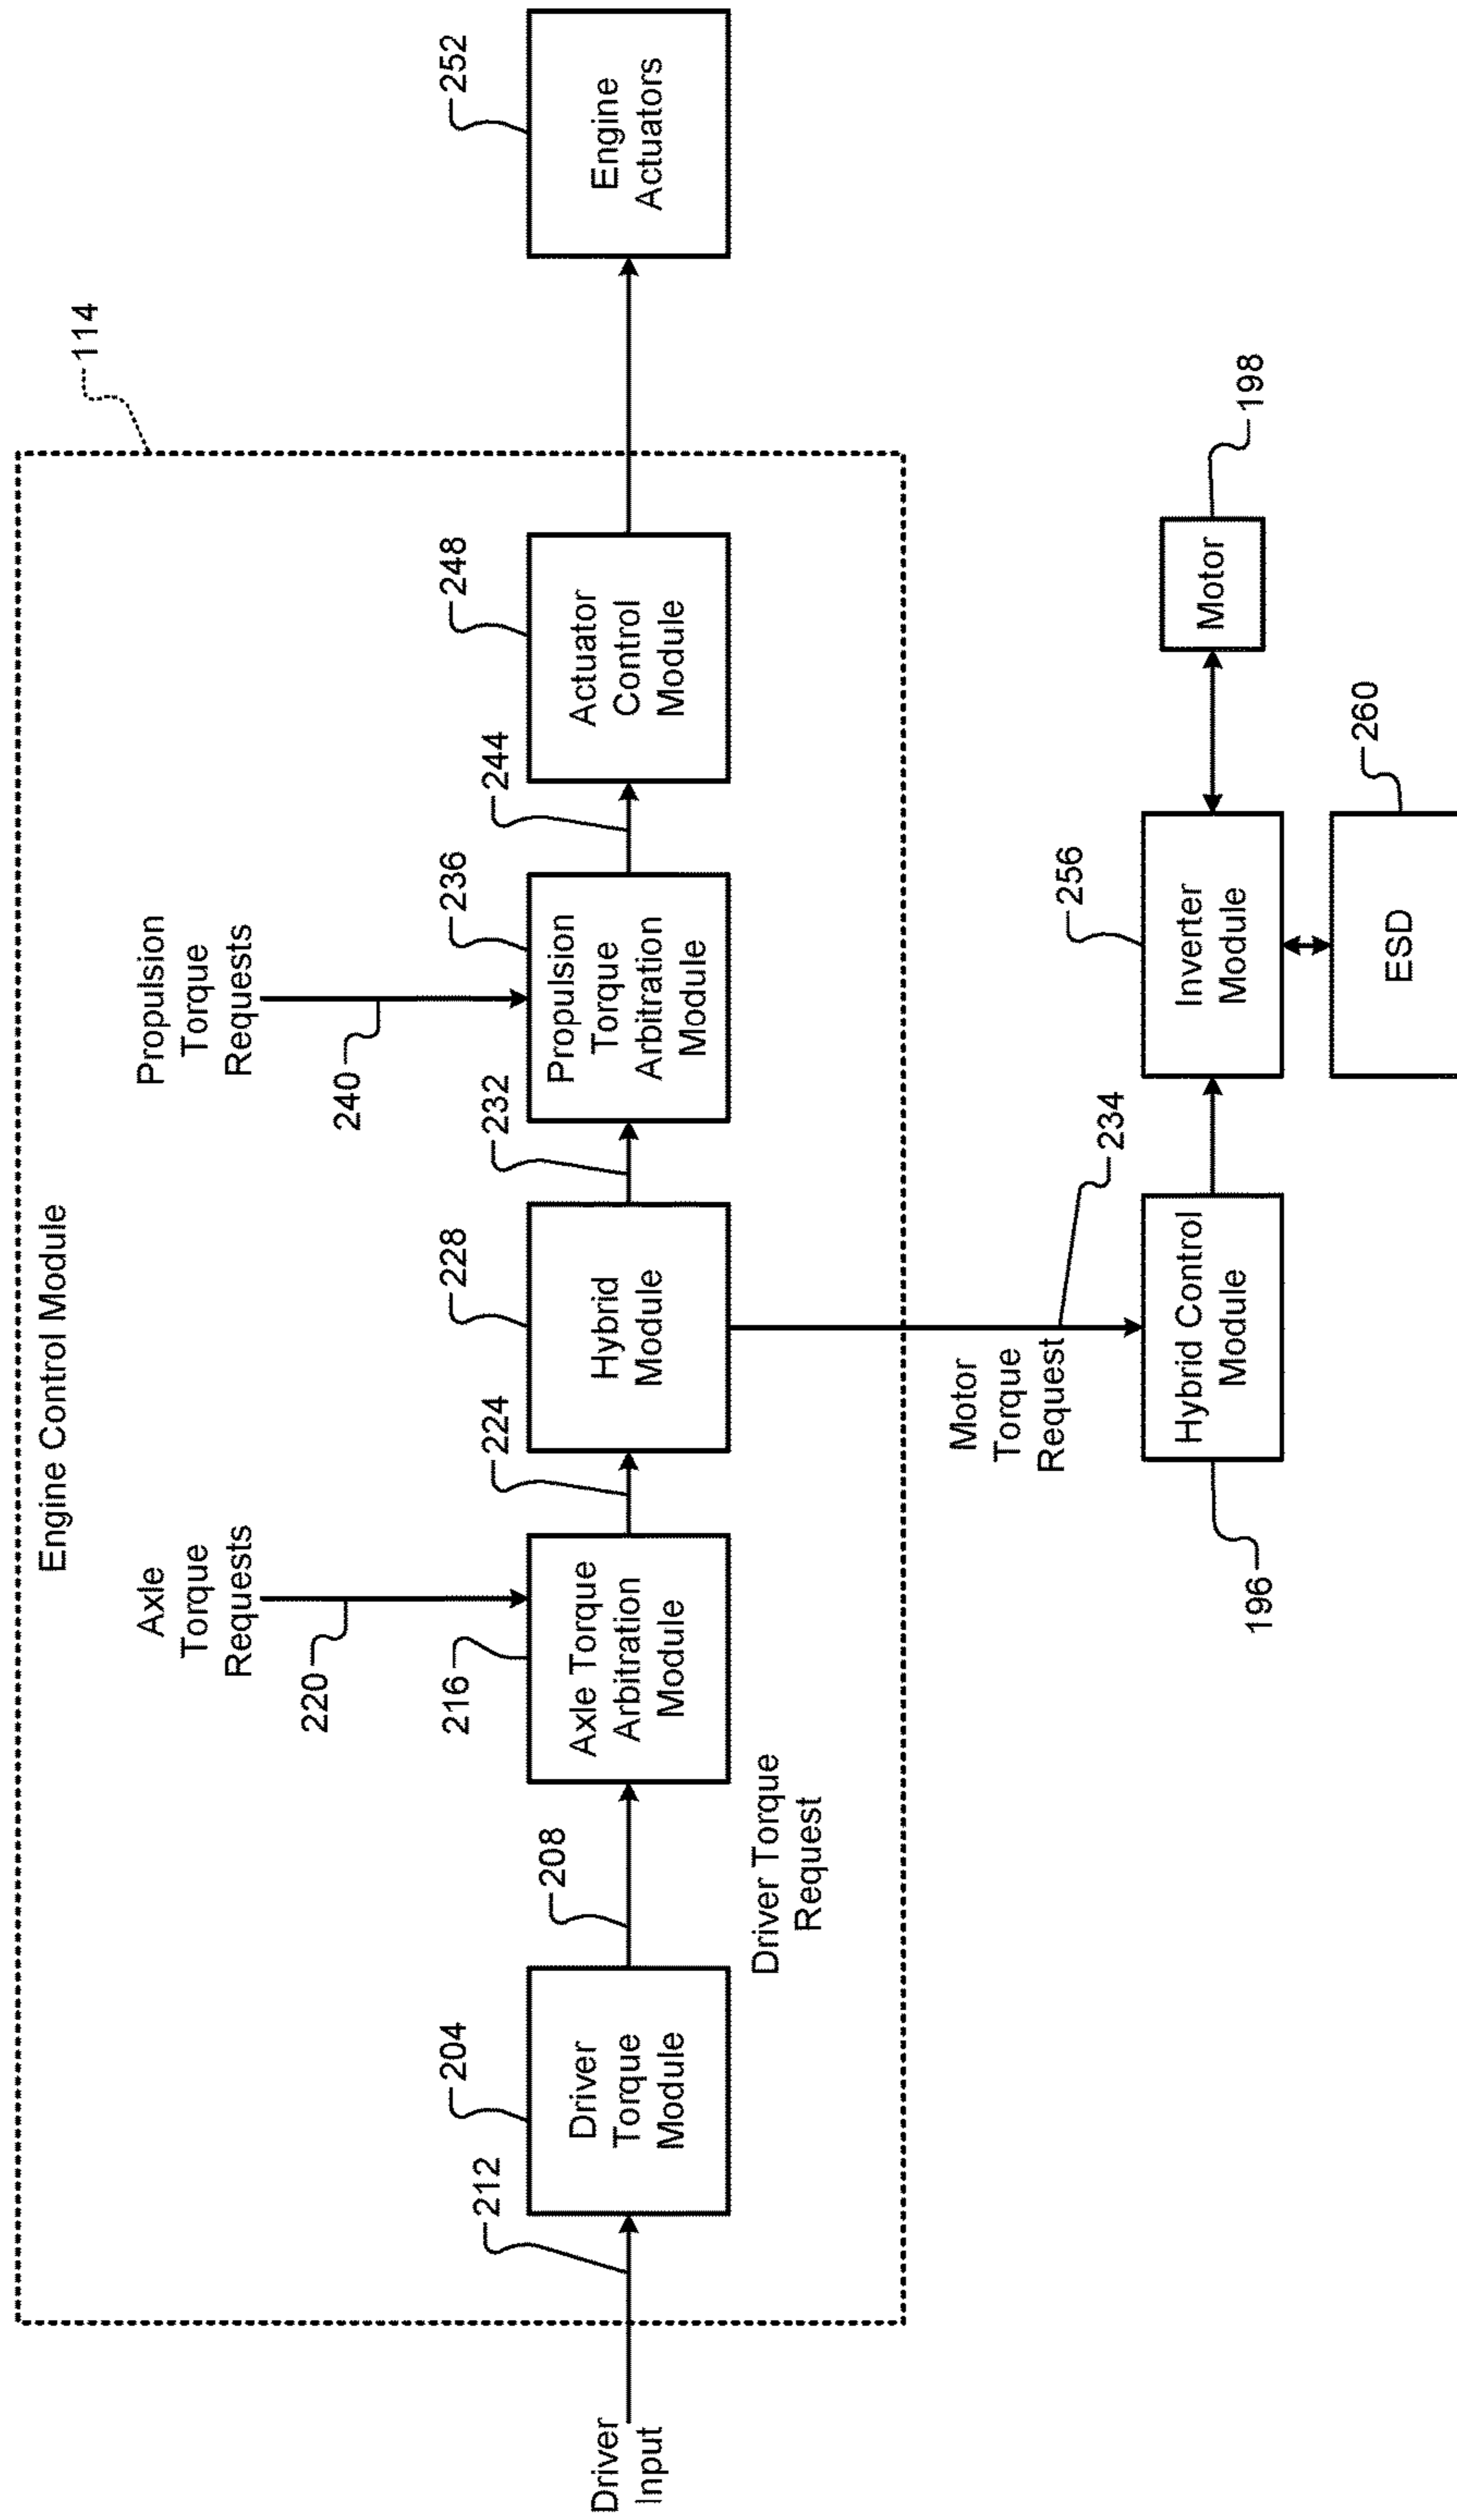 Engine Control Module
114
Axle
Torque
Requests
220
Propulsion
Torque
Requests
240
Driver
Input
212
204
Driver
Torque
Module
208
Driver Torque
Request
216
Axle Torque
Arbitration
Module
224
228
Hybrid
Module
232
236
Propulsion
Torque
Arbitration
Module
244
248
Actuator
Control
Module
252
Engine
Actuators
Motor
Torque
Request
234
196
Hybrid Control
Module
256
Inverter
Module
198
Motor
260
ESD